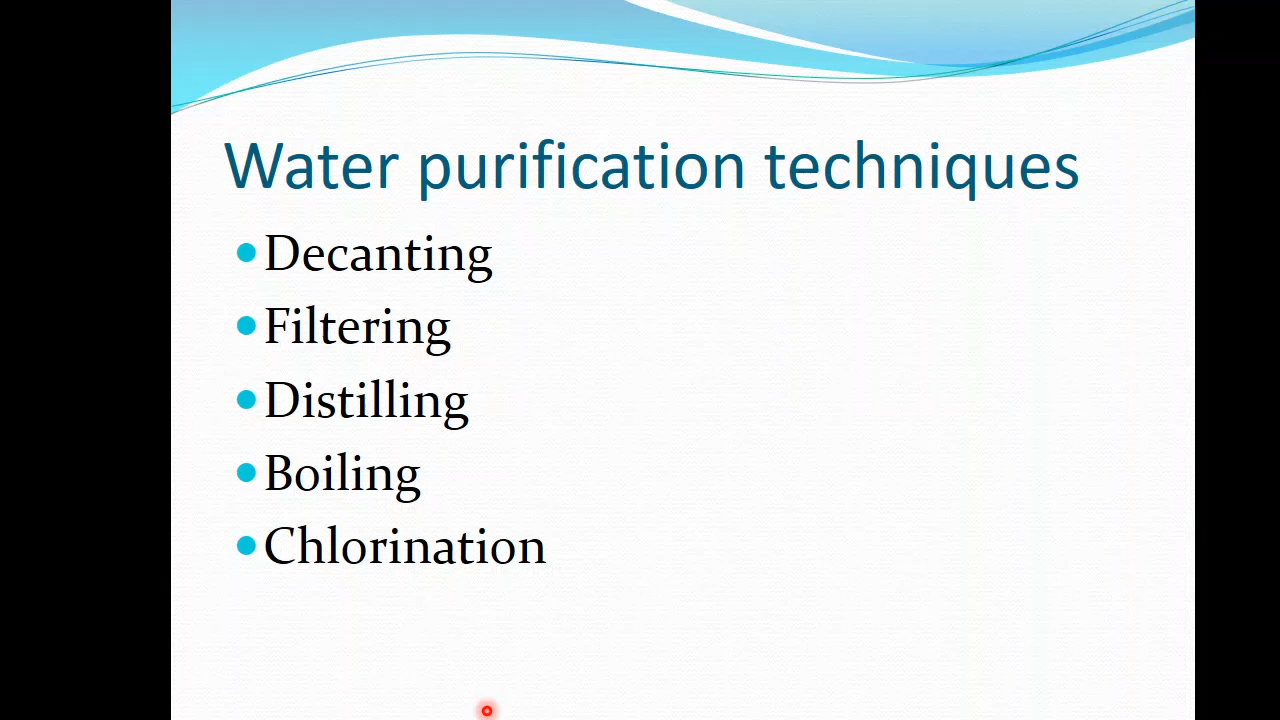 Water purification techniques
•Decanting
•Filtering
•Distilling
•Boiling
•Chlorination